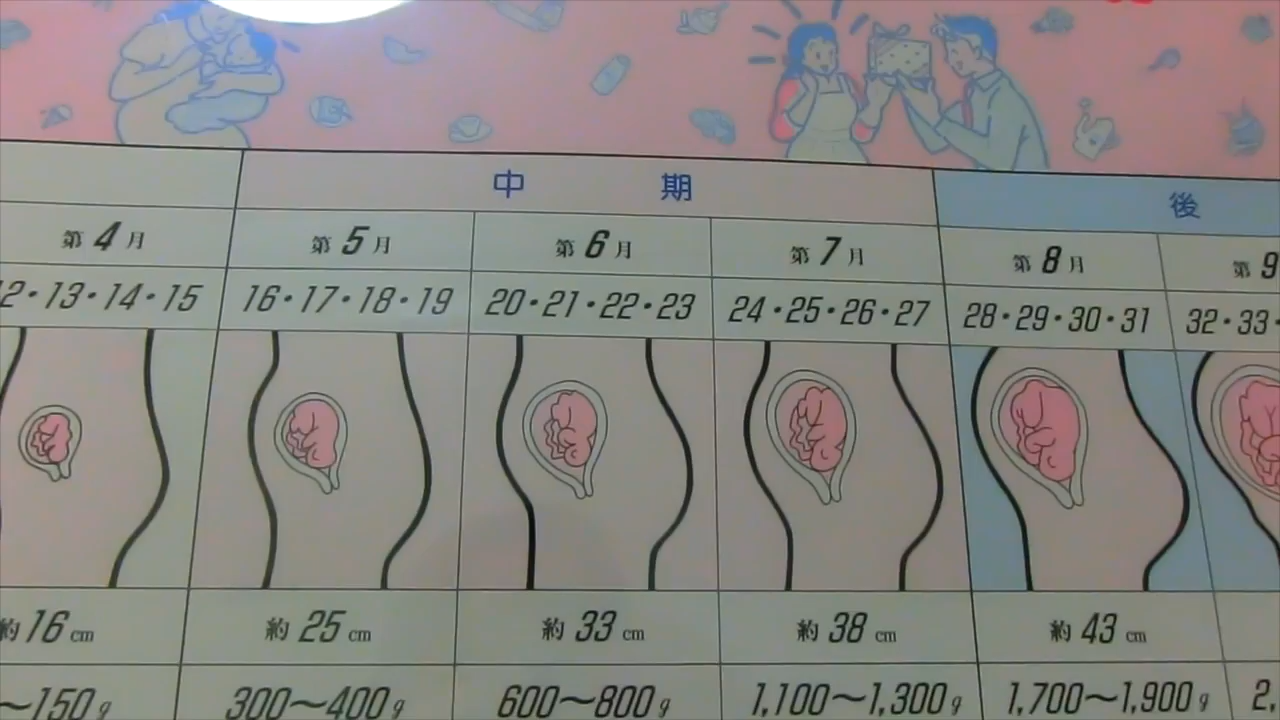 中期 後
第4月 第5月 第6月 第7月 第8月 第9
2・13・14・15 16・17・18・19 20・21・22・23 24・25・26・27 28・29・30・31 32・33・
約16cm 約25cm 約33cm 約38cm 約43cm
～150g 300～400g 600～800g 1,100～1,300g 1,700～1,900g 2,